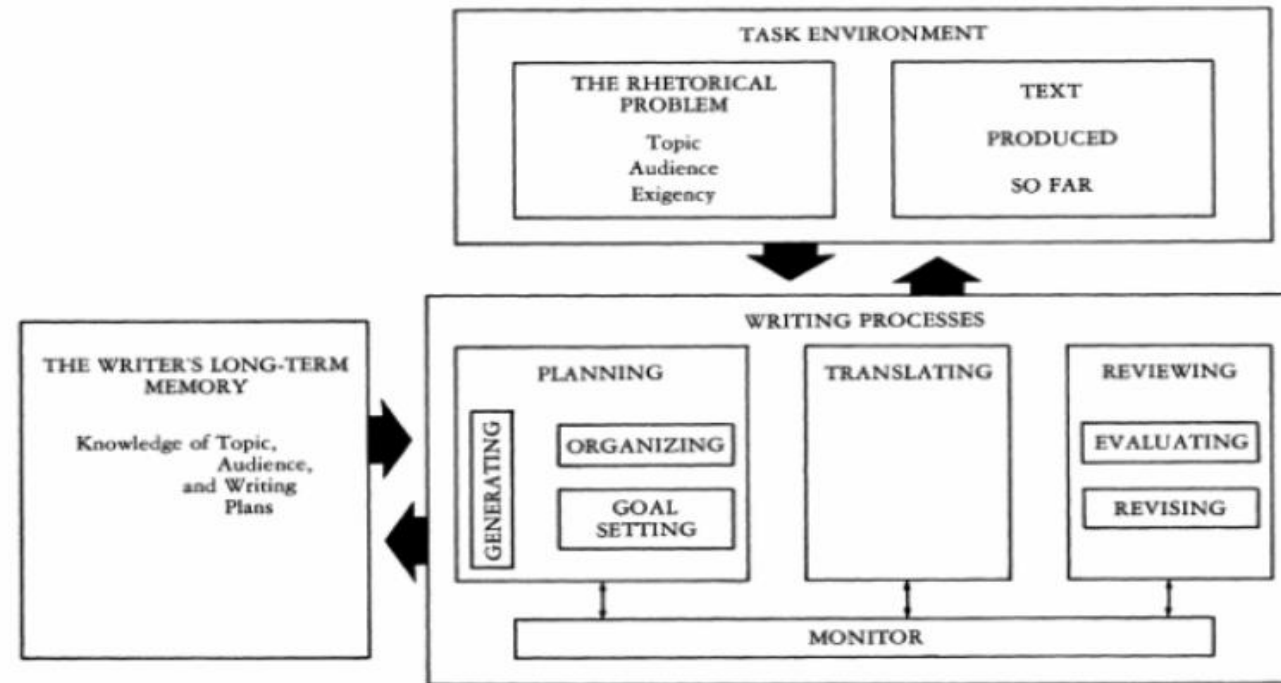 TASK ENVIRONMENT
THE RHETORICAL
PROBLEM
Topic
Audience
Exigency
TEXT
PRODUCED
SO FAR
THE WRITER'S LONG-TERM
MEMORY
Knowledge of Topic,
Audience,
and Writing
Plans
WRITING PROCESSES
PLANNING
GENERATING
ORGANIZING
GOAL
SETTING
TRANSLATING
REVIEWING
EVALUATING
REVISING
MONITOR